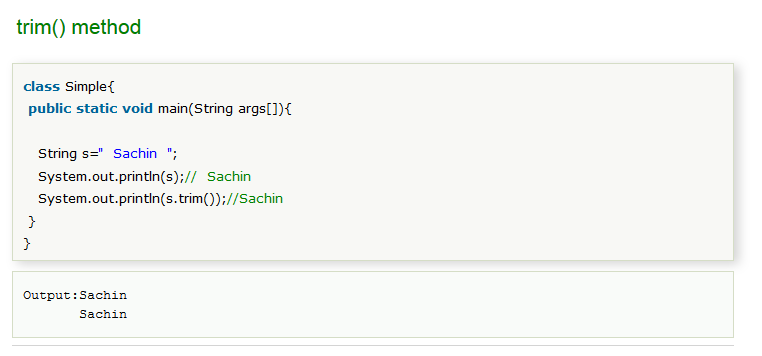 trim() method
class Simple{
 public static void main(String args[]){
   String s="  Sachin  ";
   System.out.println(s);//  Sachin
   System.out.println(s.trim());//Sachin
 }
}
Output:Sachin
       Sachin